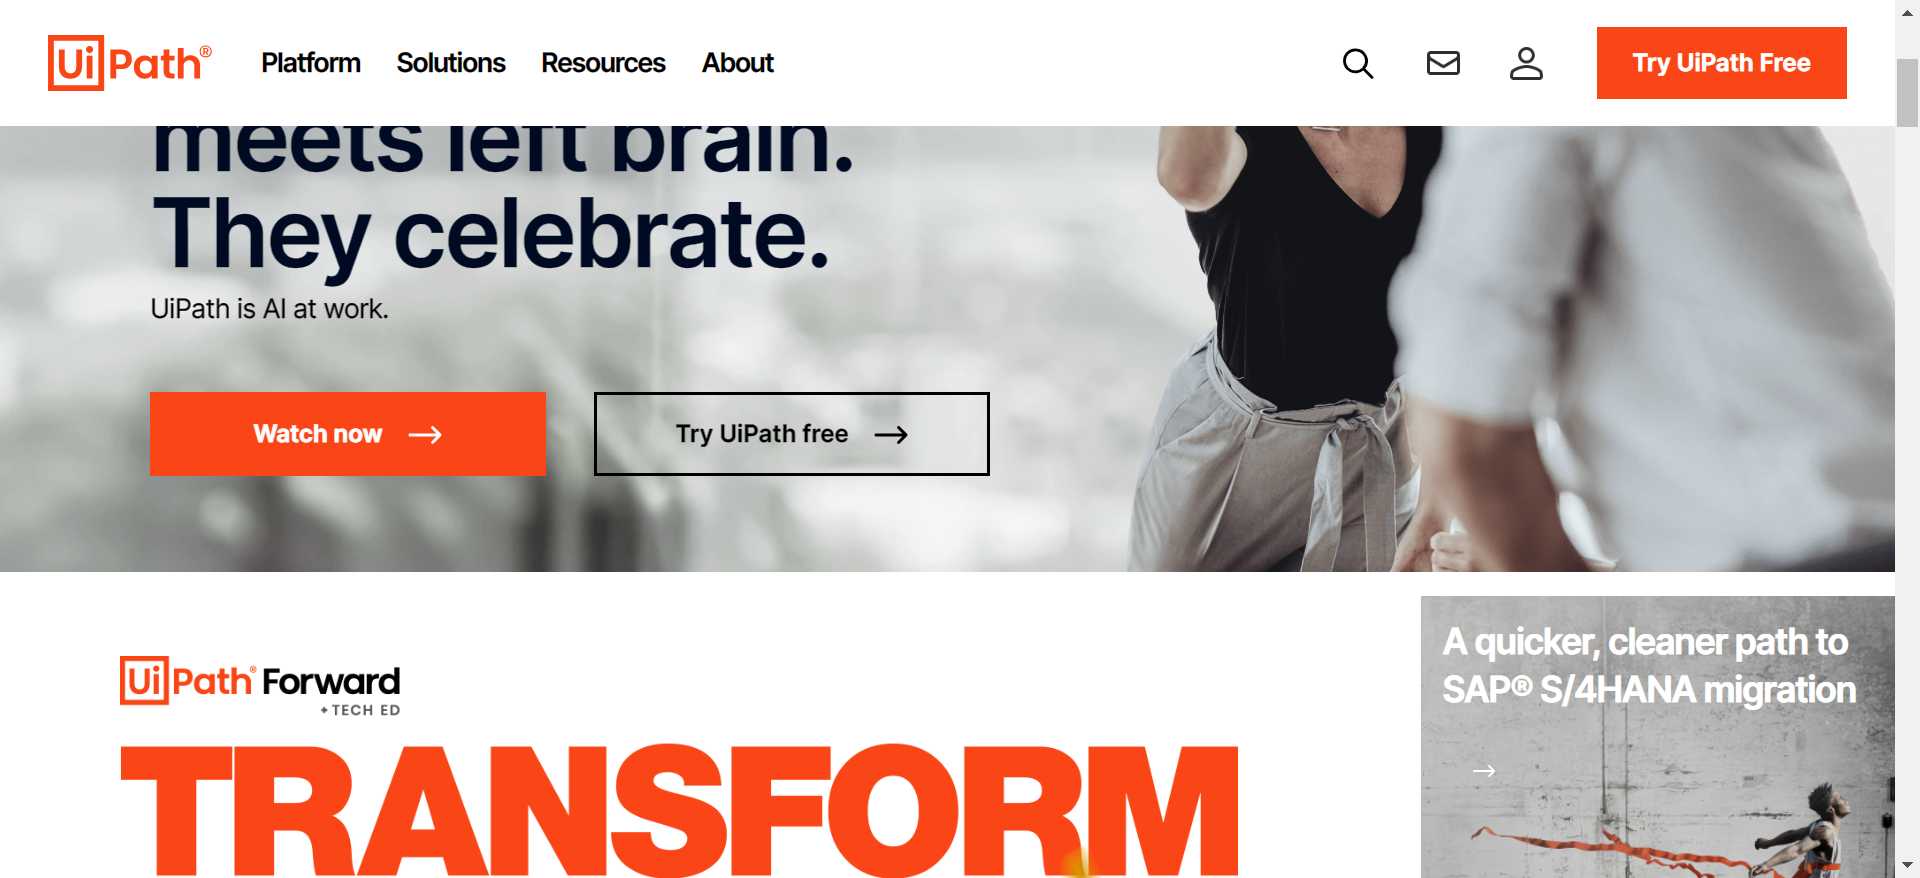 UiPath®
Platform
Solutions
Resources
About
Try UiPath Free
meets left brain.
They celebrate.
UiPath is AI at work.
Watch now
Try UiPath free
UiPath® Forward
+ TECH ED
TRANSFORM
A quicker, cleaner path to
SAP® S/4HANA migration